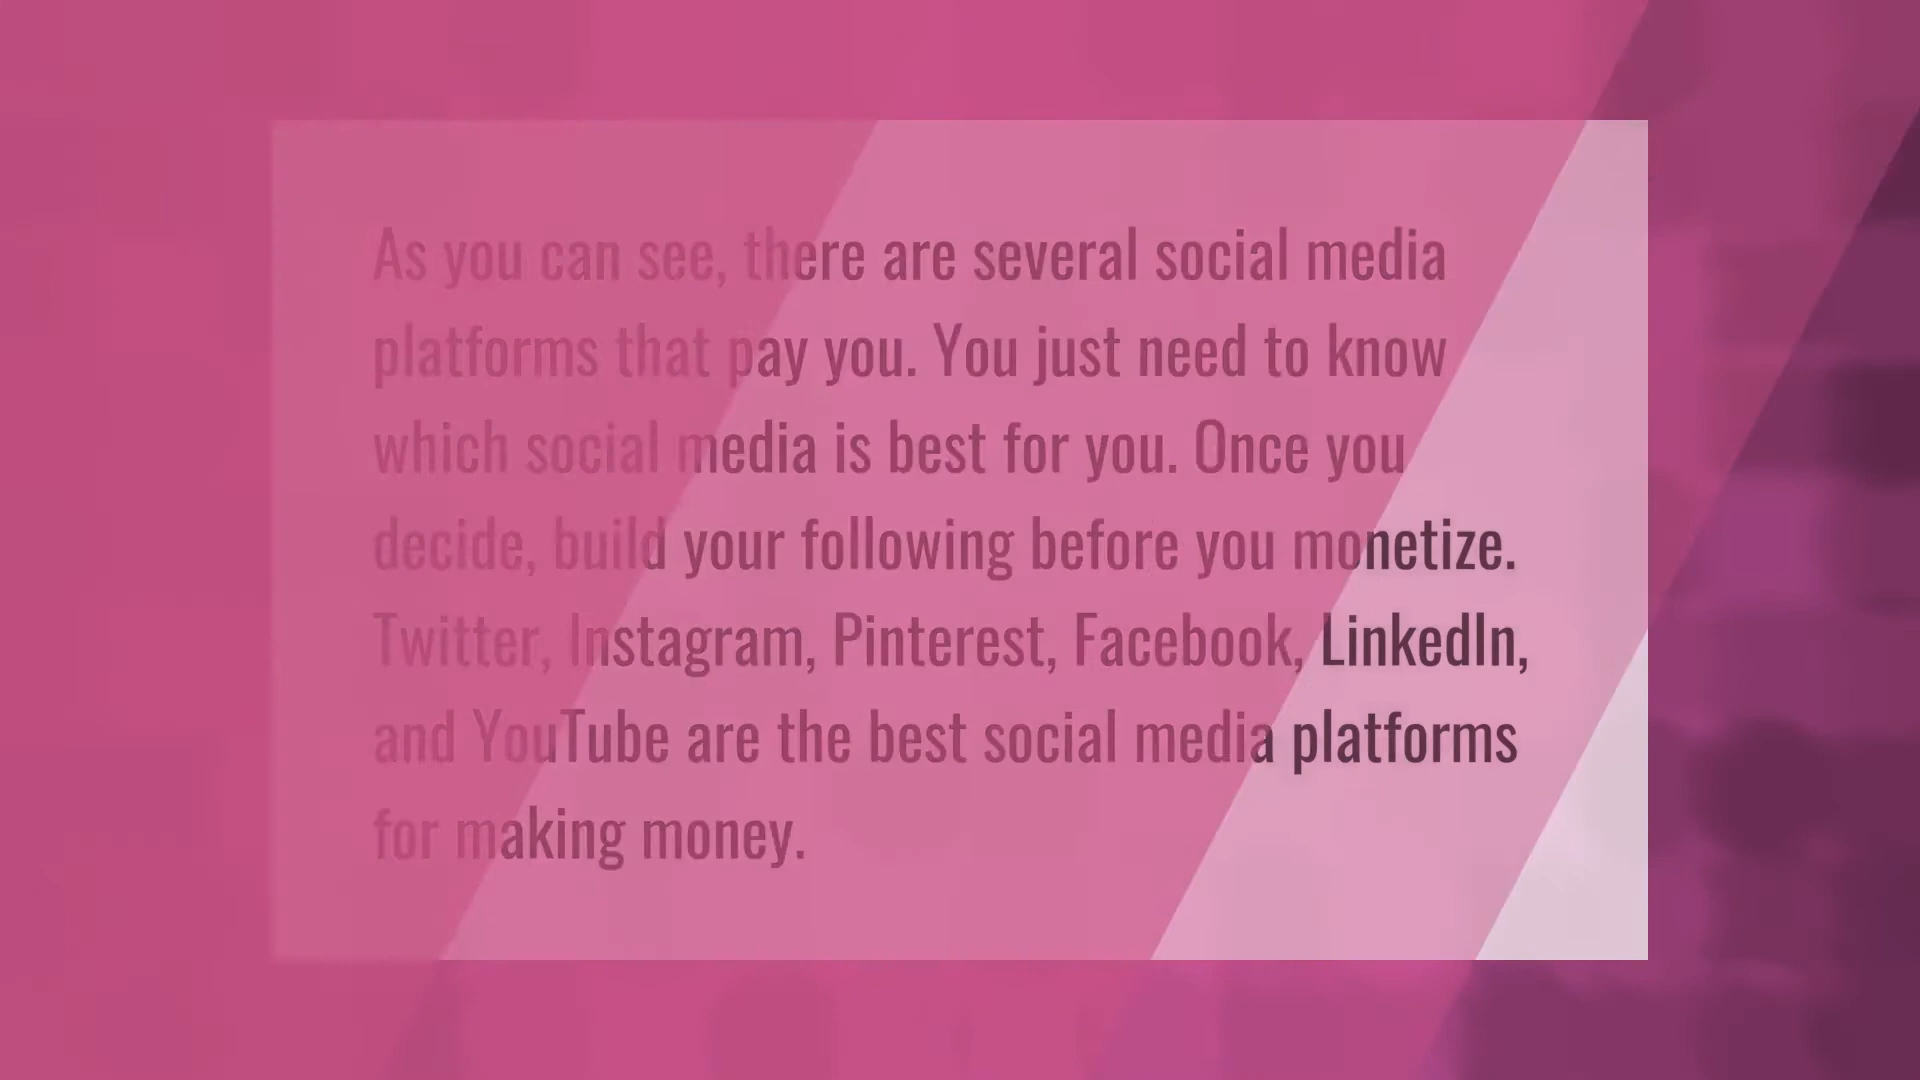 As you can see, there are several social media
platforms that pay you. You just need to know
which social media is best for you. Once you
decide, build your following before you monetize.
Twitter, Instagram, Pinterest, Facebook, LinkedIn,
and YouTube are the best social media platforms
for making money.